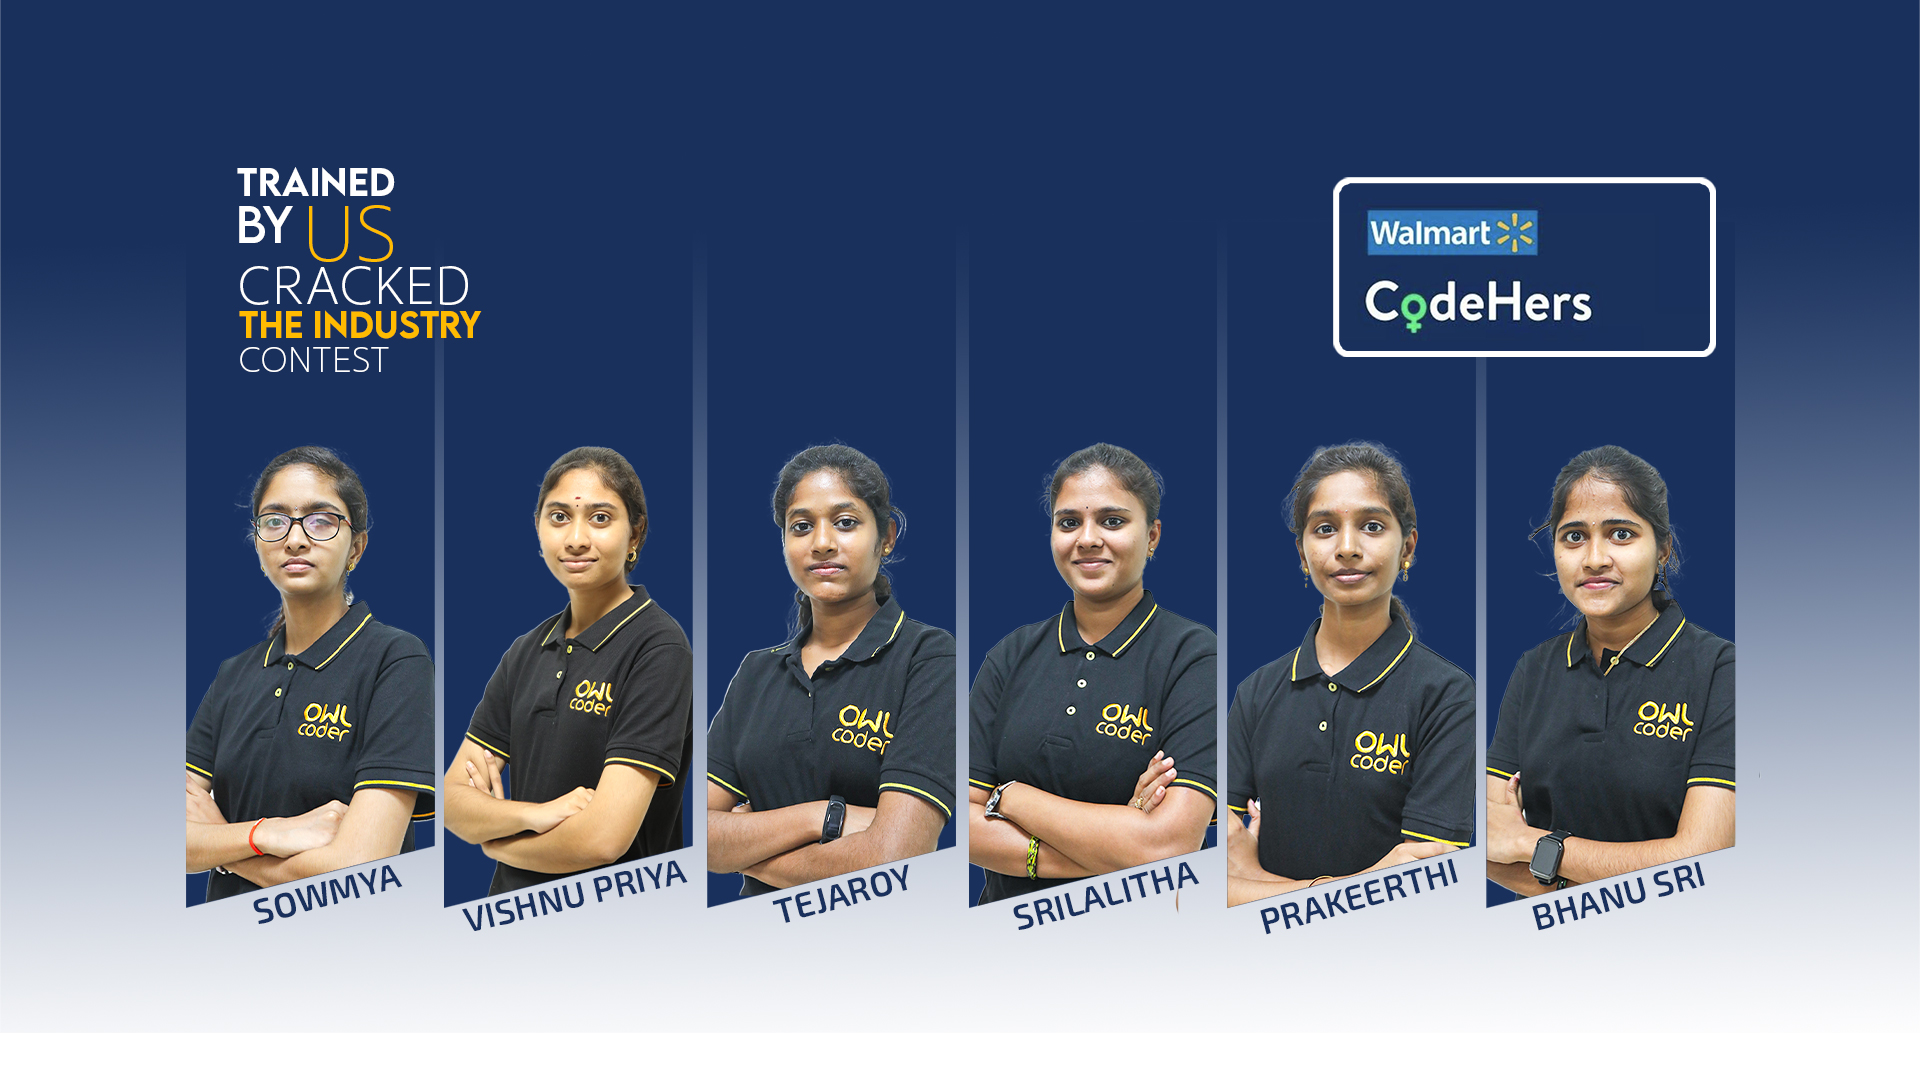 TRAINED
BY US
CRACKED
THE INDUSTRY
CONTEST
Walmart
CodeHers
OWL
coder
OWL
coder
OWL
coder
OWL
coder
OWL
coder
OWL
coder
SOWMYA
VISHNU PRIYA
TEJAROY
SRILALITHA
PRAKEERTHI
BHANU SRI